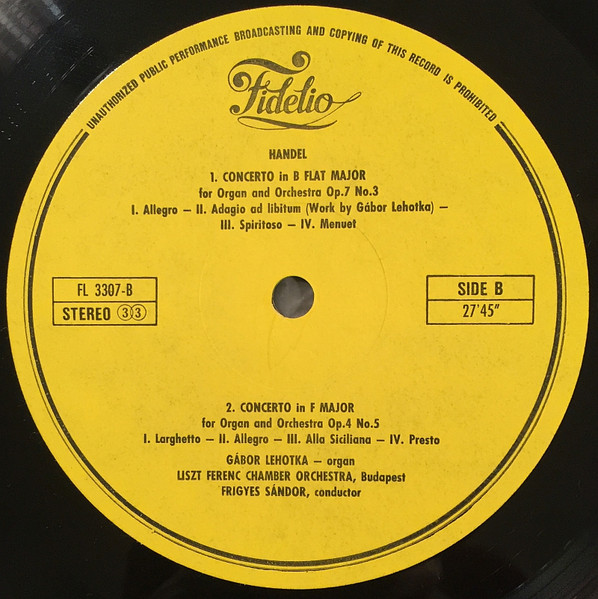 UNAUTHORIZED PUBLIC PERFORMANCE BROADCASTING AND COPYING OF THIS RECORD IS PROHIBITED
Fidelio
HANDEL
1. CONCERTO in B FLAT MAJOR
for Organ and Orchestra Op.7 No.3
I. Allegro – II. Adagio ad libitum (Work by Gábor Lehotka) –
III. Spiritoso – IV. Menuet
FL 3307-B
STEREO 33
SIDE B
27'45"
2. CONCERTO in F MAJOR
for Organ and Orchestra Op.4 No.5
I. Larghetto – II. Allegro – III. Alla Siciliana – IV. Presto
GÁBOR LEHOTKA – organ
LISZT FERENC CHAMBER ORCHESTRA, Budapest
FRIGYES SÁNDOR, conductor